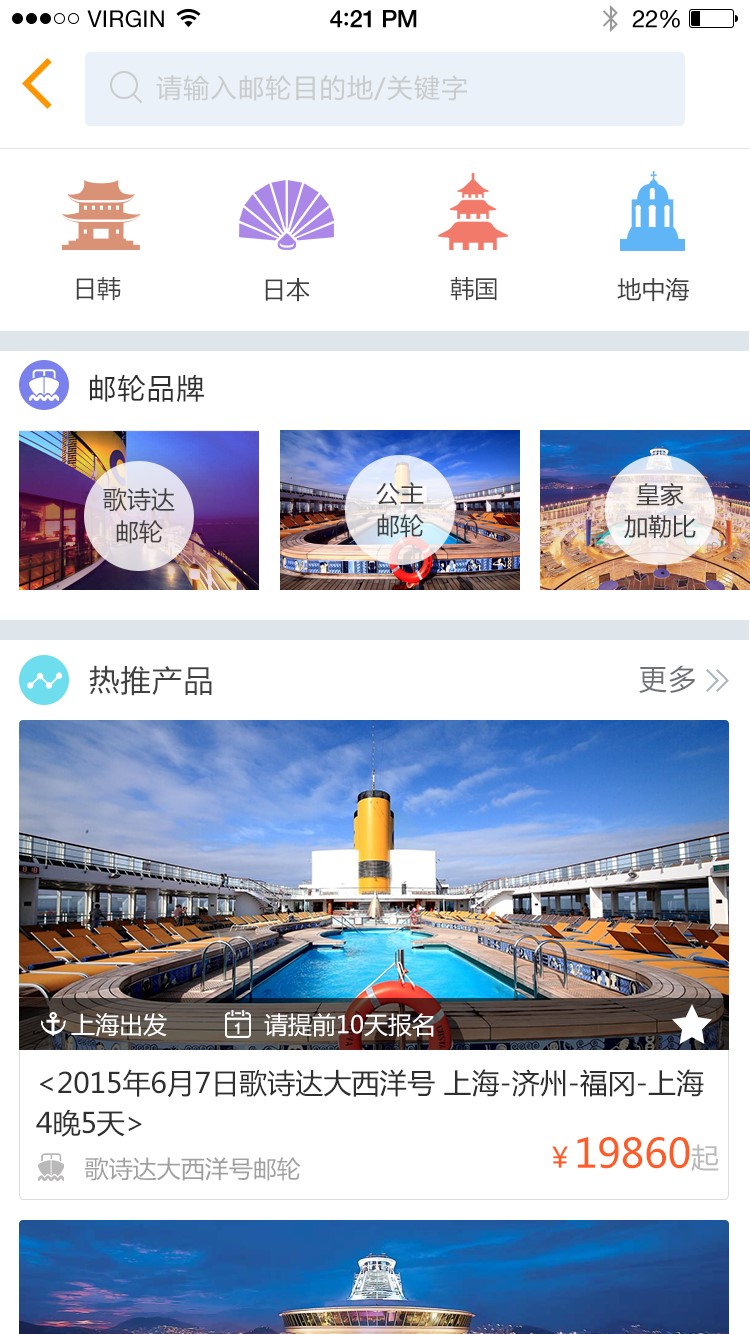 VIRGIN 4:21 PM 22%
请输入邮轮目的地/关键字
日韩 日本 韩国 地中海
邮轮品牌
歌诗达
邮轮
公主
邮轮
皇家
加勒比
热推产品 更多
上海出发 1 请提前10天报名
<2015年6月7日歌诗达大西洋号 上海-济州-福冈-上海
4晚5天>
歌诗达大西洋号邮轮 ¥19860起